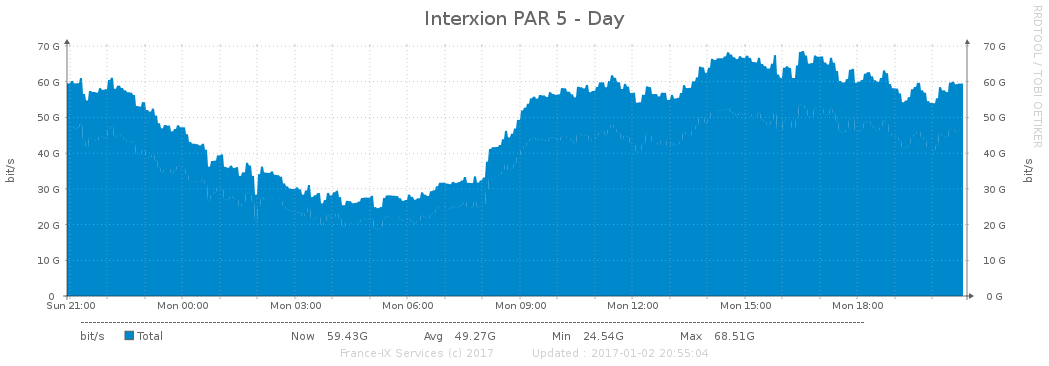 Interxion PAR 5 - Day
RRDTOOL / TOBI OETIKER
bit/s
bit/s
70 G
60 G
50 G
40 G
30 G
20 G
10 G
0
70 G
60 G
50 G
40 G
30 G
20 G
10 G
0 G
Sun 21:00 Mon 00:00 Mon 03:00 Mon 06:00 Mon 09:00 Mon 12:00 Mon 15:00 Mon 18:00
bit/s Total Now 59.43G Avg 49.27G Min 24.54G Max 68.51G
France-IX Services (c) 2017 Updated : 2017-01-02 20:55:04